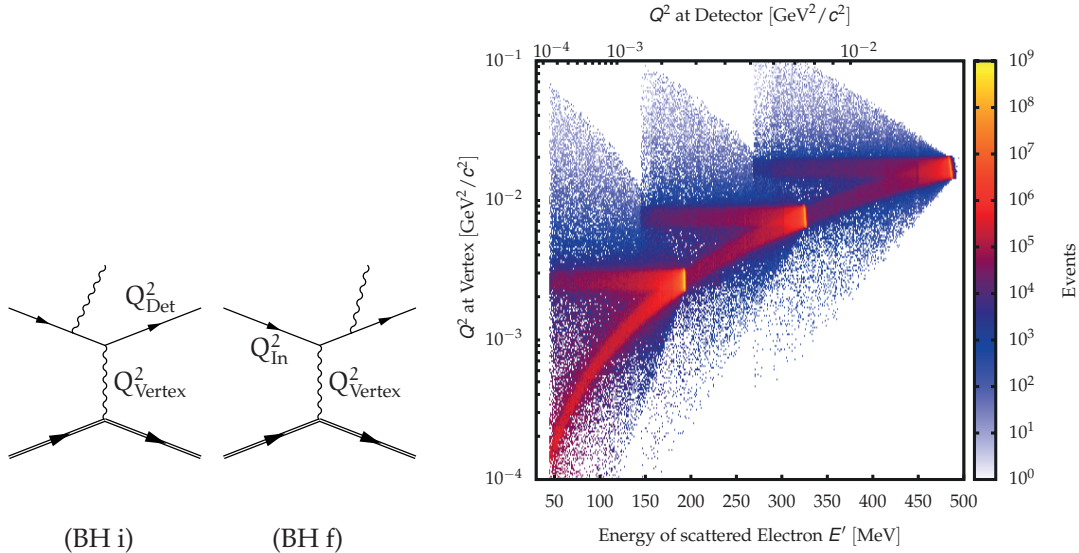 Q²Det
Q²Vertex
(BH i)
Q²In
Q²Vertex
(BH f)
Q² at Detector [GeV²/c²]
10⁻⁴ 10⁻³ 10⁻²
Q² at Vertex [GeV²/c²]
10⁻¹
10⁻²
10⁻³
10⁻⁴
50 100 150 200 250 300 350 400 450 500
Energy of scattered Electron E′ [MeV]
10⁹
10⁸
10⁷
10⁶
10⁵
10⁴
10³
10²
10¹
10⁰
Events